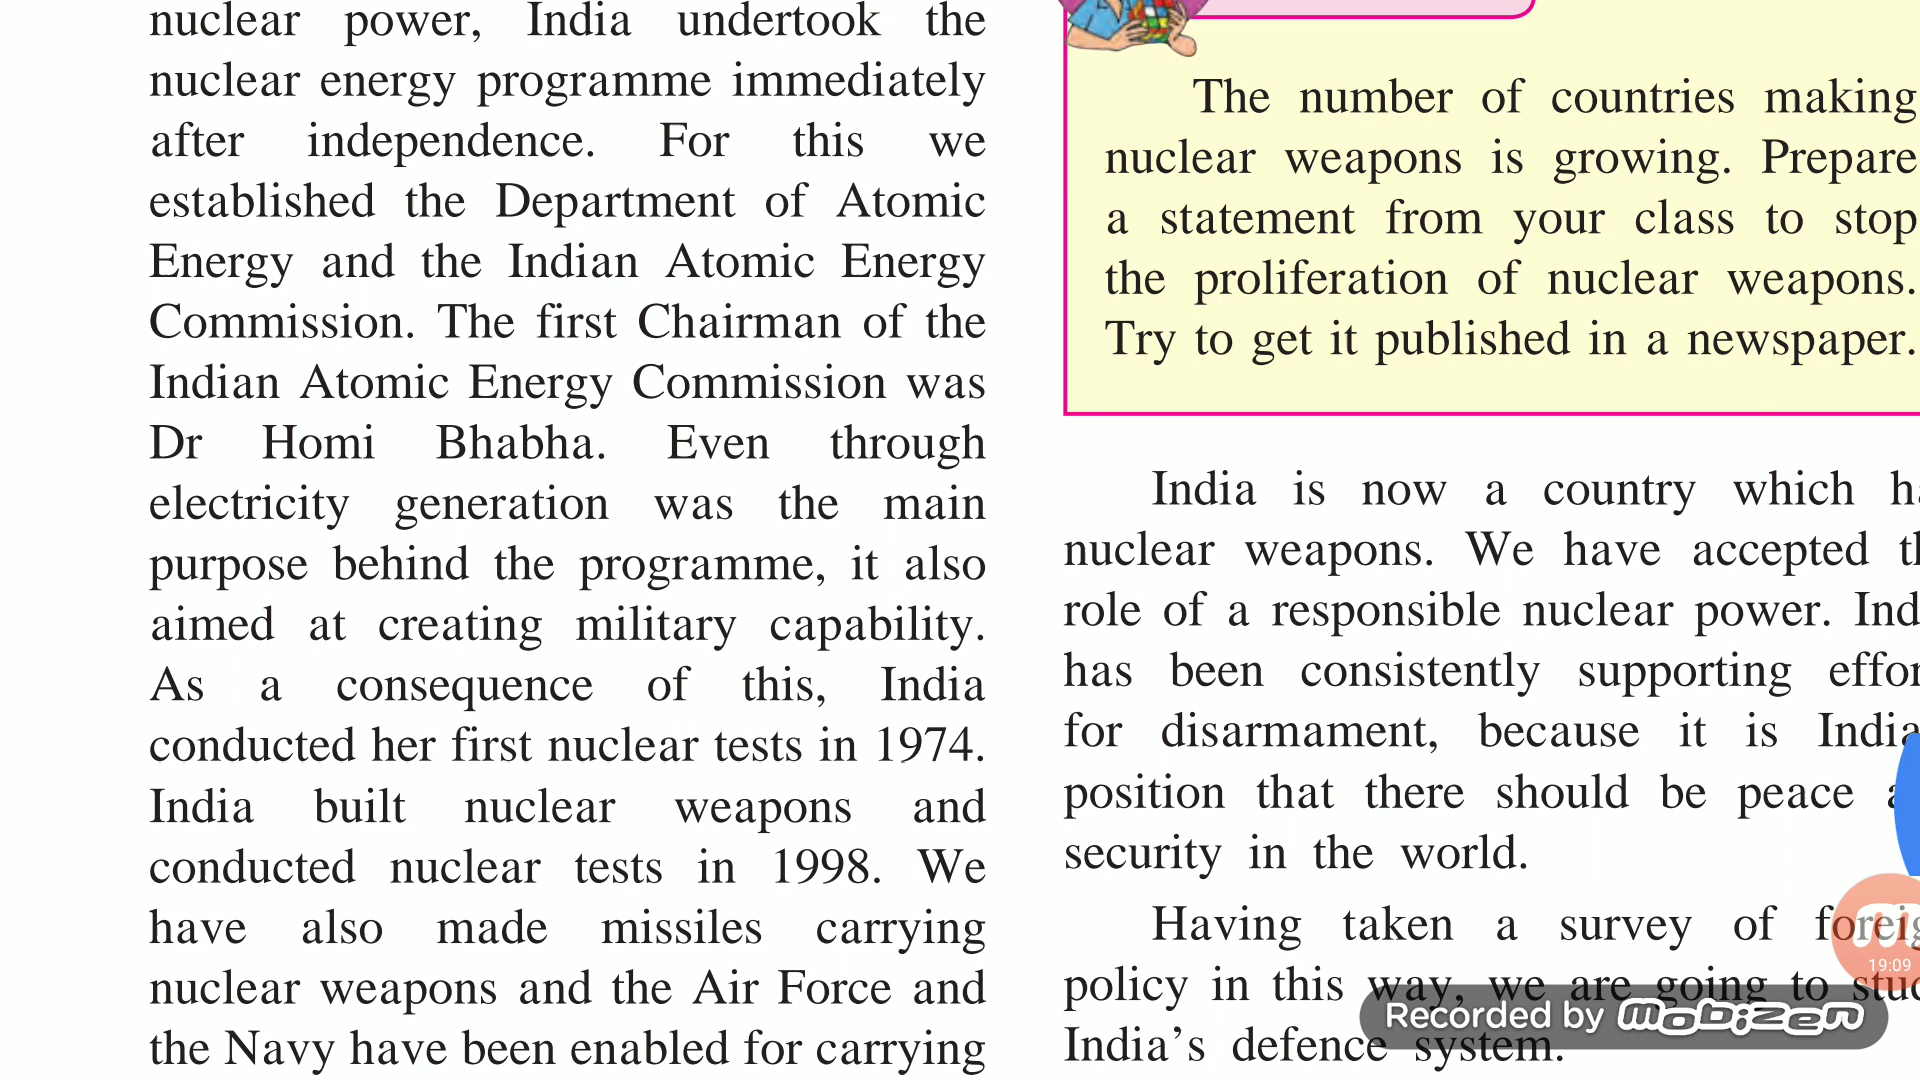 nuclear power, India undertook the
nuclear energy programme immediately
after independence. For this we
established the Department of Atomic
Energy and the Indian Atomic Energy
Commission. The first Chairman of the
Indian Atomic Energy Commission was
Dr Homi Bhabha. Even through
electricity generation was the main
purpose behind the programme, it also
aimed at creating military capability.
As a consequence of this, India
conducted her first nuclear tests in 1974.
India built nuclear weapons and
conducted nuclear tests in 1998. We
have also made missiles carrying
nuclear weapons and the Air Force and
the Navy have been enabled for carrying
The number of countries making
nuclear weapons is growing. Prepare
a statement from your class to stop
the proliferation of nuclear weapons.
Try to get it published in a newspaper.
India is now a country which
nuclear weapons. We have accepted
role of a responsible nuclear power.
has been consistently supporting
for disarmament, because it is
position that there should be peace
security in the world.
Having taken a survey of
policy in this way, we are going to
India's defence system.
19:09
Recorded by mobizen